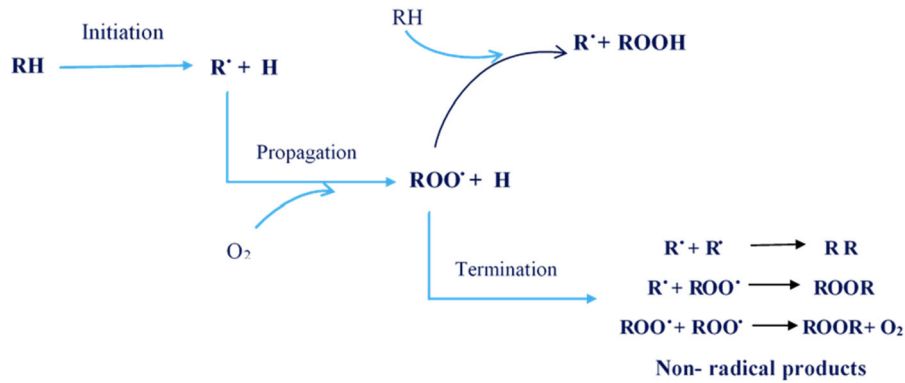 Initiation
RH
R• + H
RH
R• + ROOH
Propagation
O₂
ROO• + H
Termination
R• + R• → R R
R• + ROO• → ROOR
ROO• + ROO• → ROOR + O₂
Non- radical products